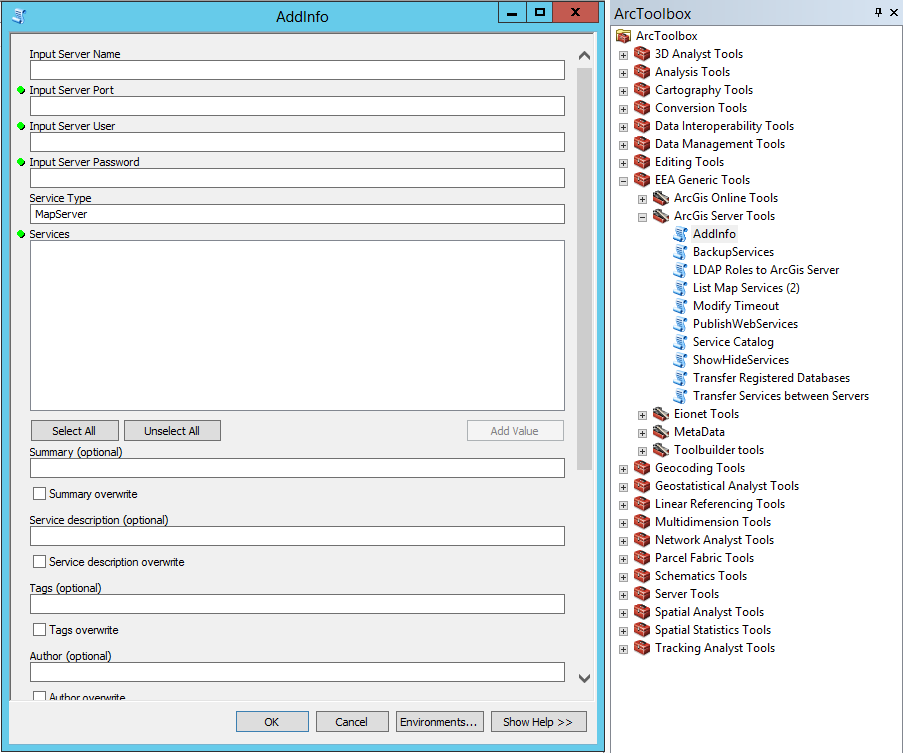 AddInfo
Input Server Name
Input Server Port
Input Server User
Input Server Password
Service Type
MapServer
Services
Select All
Unselect All
Add Value
Summary (optional)
Summary overwrite
Service description (optional)
Service description overwrite
Tags (optional)
Tags overwrite
Author (optional)
Author overwrite
OK
Cancel
Environments...
Show Help >>
ArcToolbox
ArcToolbox
3D Analyst Tools
Analysis Tools
Cartography Tools
Conversion Tools
Data Interoperability Tools
Data Management Tools
Editing Tools
EEA Generic Tools
ArcGis Online Tools
ArcGis Server Tools
AddInfo
BackupServices
LDAP Roles to ArcGis Server
List Map Services (2)
Modify Timeout
PublishWebServices
Service Catalog
ShowHideServices
Transfer Registered Databases
Transfer Services between Servers
Eionet Tools
MetaData
Toolbuilder tools
Geocoding Tools
Geostatistical Analyst Tools
Linear Referencing Tools
Multidimension Tools
Network Analyst Tools
Parcel Fabric Tools
Schematics Tools
Server Tools
Spatial Analyst Tools
Spatial Statistics Tools
Tracking Analyst Tools